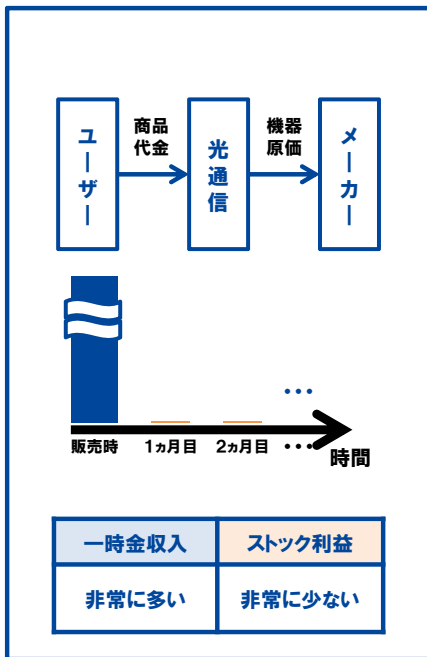 商品
代金
機器
原価
ユーザー
光通信
メーカー
…
販売時 1ヵ月目 2ヵ月目 …
時間
一時金収入 ストック利益
非常に多い 非常に少ない